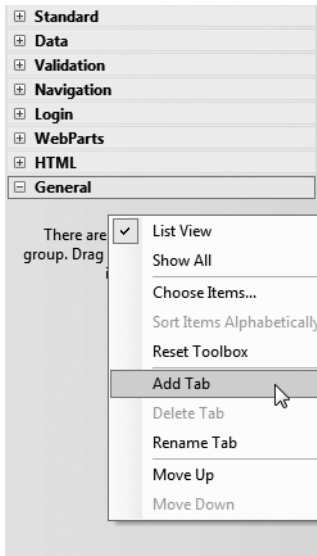 Standard
Data
Validation
Navigation
Login
WebParts
HTML
General
There are
group. Drag
List View
Show All
Choose Items...
Sort Items Alphabetically
Reset Toolbox
Add Tab
Delete Tab
Rename Tab
Move Up
Move Down